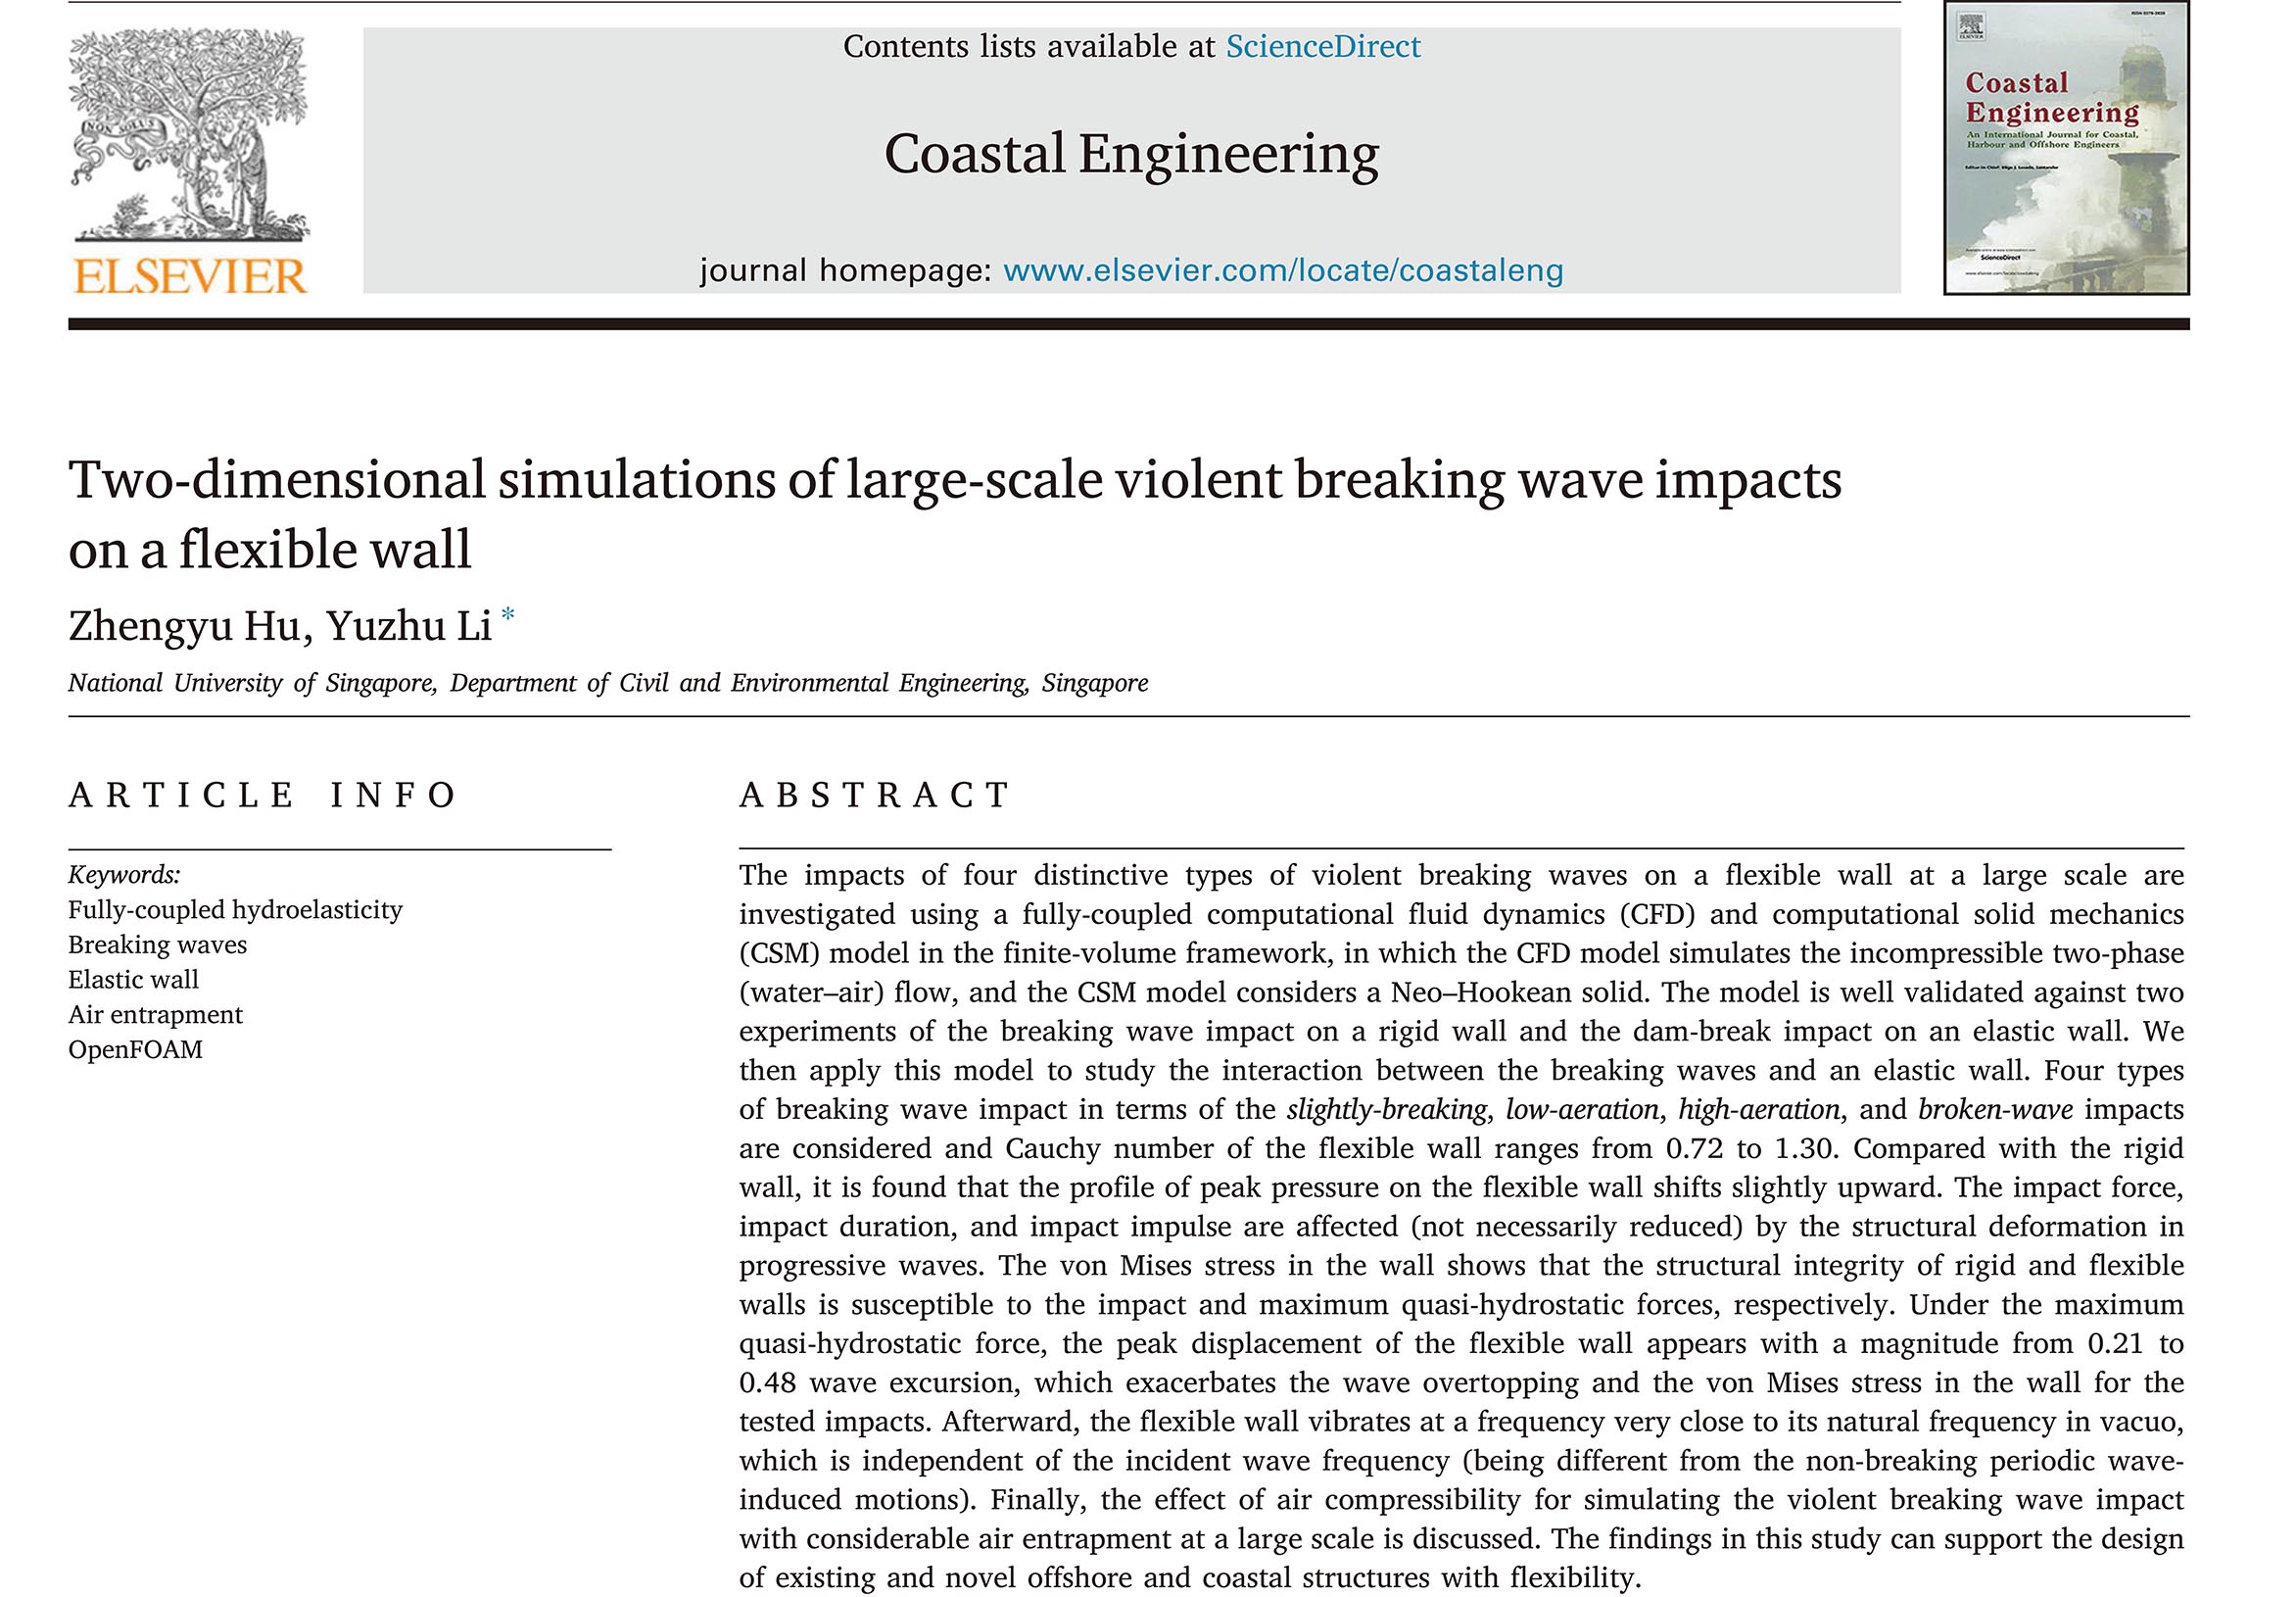 Contents lists available at ScienceDirect
Coastal Engineering
journal homepage: www.elsevier.com/locate/coastaleng
NON SOLUS
ELSEVIER
ISSN 0378-3839
ELSEVIER
Coastal
Engineering
An International Journal for Coastal,
Harbour and Offshore Engineers
Available online at www.sciencedirect.com
ScienceDirect
www.elsevier.com/locate/coastaleng
Two-dimensional simulations of large-scale violent breaking wave impacts
on a flexible wall
Zhengyu Hu, Yuzhu Li *
National University of Singapore, Department of Civil and Environmental Engineering, Singapore
ARTICLE INFO
Keywords:
Fully-coupled hydroelasticity
Breaking waves
Elastic wall
Air entrapment
OpenFOAM
ABSTRACT
The impacts of four distinctive types of violent breaking waves on a flexible wall at a large scale are
investigated using a fully-coupled computational fluid dynamics (CFD) and computational solid mechanics
(CSM) model in the finite-volume framework, in which the CFD model simulates the incompressible two-phase
(water–air) flow, and the CSM model considers a Neo–Hookean solid. The model is well validated against two
experiments of the breaking wave impact on a rigid wall and the dam-break impact on an elastic wall. We
then apply this model to study the interaction between the breaking waves and an elastic wall. Four types
of breaking wave impact in terms of the slightly-breaking, low-aeration, high-aeration, and broken-wave impacts
are considered and Cauchy number of the flexible wall ranges from 0.72 to 1.30. Compared with the rigid
wall, it is found that the profile of peak pressure on the flexible wall shifts slightly upward. The impact force,
impact duration, and impact impulse are affected (not necessarily reduced) by the structural deformation in
progressive waves. The von Mises stress in the wall shows that the structural integrity of rigid and flexible
walls is susceptible to the impact and maximum quasi-hydrostatic forces, respectively. Under the maximum
quasi-hydrostatic force, the peak displacement of the flexible wall appears with a magnitude from 0.21 to
0.48 wave excursion, which exacerbates the wave overtopping and the von Mises stress in the wall for the
tested impacts. Afterward, the flexible wall vibrates at a frequency very close to its natural frequency in vacuo,
which is independent of the incident wave frequency (being different from the non-breaking periodic wave-
induced motions). Finally, the effect of air compressibility for simulating the violent breaking wave impact
with considerable air entrapment at a large scale is discussed. The findings in this study can support the design
of existing and novel offshore and coastal structures with flexibility.